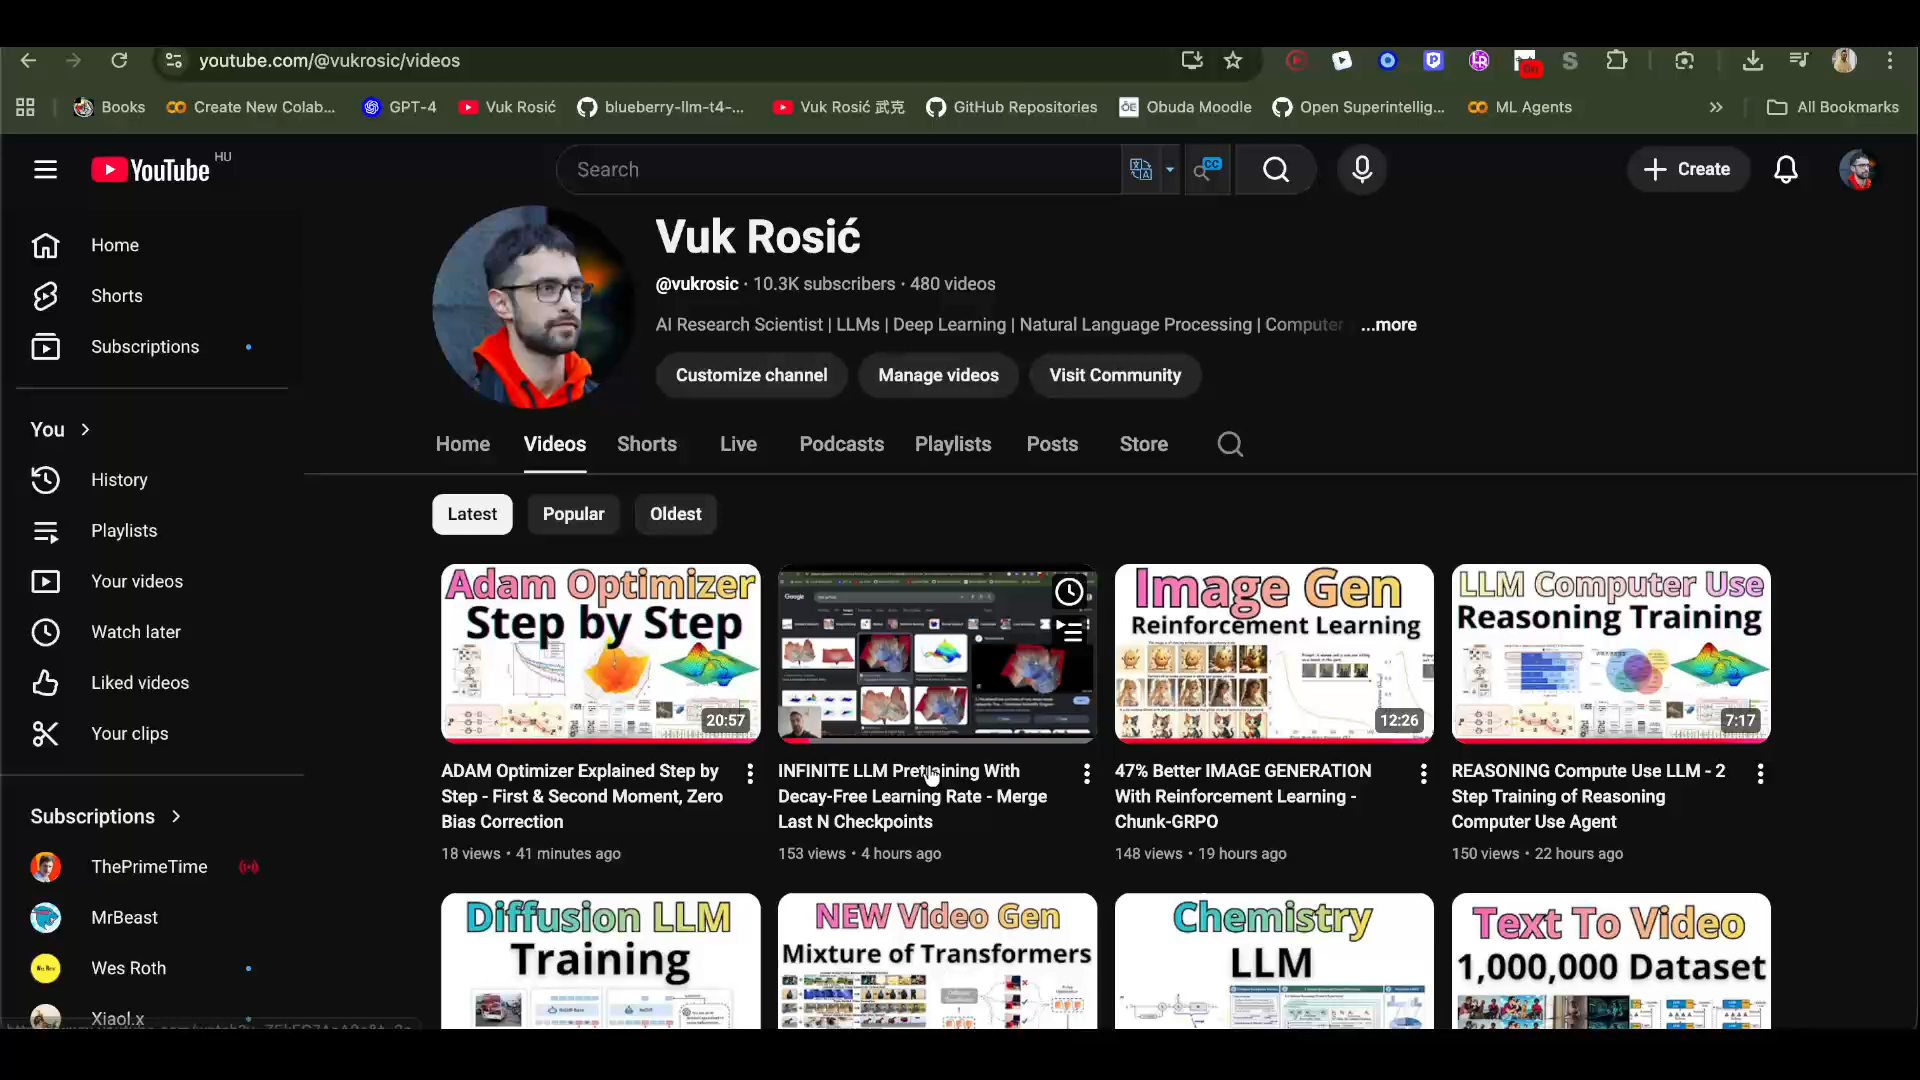 youtube.com/@vukrosic/videos
Books
Create New Colab...
GPT-4
Vuk Rosić
blueberry-llm-t4-...
Vuk Rosić 武克
GitHub Repositories
Obuda Moodle
Open Superintellig...
ML Agents
All Bookmarks
YouTube HU
Search
CC
Create
Home
Shorts
Subscriptions
You
History
Playlists
Your videos
Watch later
Liked videos
Your clips
Subscriptions
ThePrimeTime
MrBeast
Wes Roth
Xiaol.x
Vuk Rosić
@vukrosic · 10.3K subscribers · 480 videos
AI Research Scientist | LLMs | Deep Learning | Natural Language Processing | Computer ...more
Customize channel
Manage videos
Visit Community
Home
Videos
Shorts
Live
Podcasts
Playlists
Posts
Store
Latest
Popular
Oldest
Adam Optimizer
Step by Step
20:57
ADAM Optimizer Explained Step by
Step - First & Second Moment, Zero
Bias Correction
18 views · 41 minutes ago
Google
INFINITE LLM Pretraining With
Decay-Free Learning Rate - Merge
Last N Checkpoints
153 views · 4 hours ago
Image Gen
Reinforcement Learning
12:26
47% Better IMAGE GENERATION
With Reinforcement Learning -
Chunk-GRPO
148 views · 19 hours ago
LLM Computer Use
Reasoning Training
7:17
REASONING Compute Use LLM - 2
Step Training of Reasoning
Computer Use Agent
150 views · 22 hours ago
Diffusion LLM
Training
NEW Video Gen
Mixture of Transformers
Chemistry
LLM
Text To Video
1,000,000 Dataset